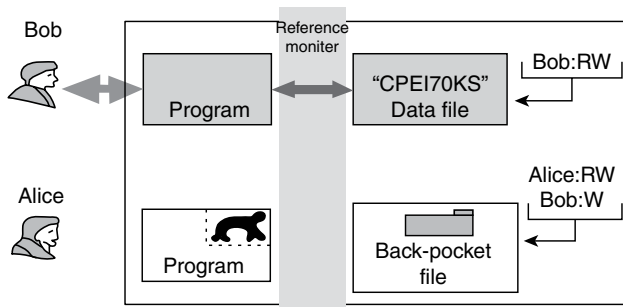 Bob
Reference
moniter
Program
“CPEI70KS”
Data file
Bob:RW
Alice
Program
Back-pocket
file
Alice:RW
Bob:W